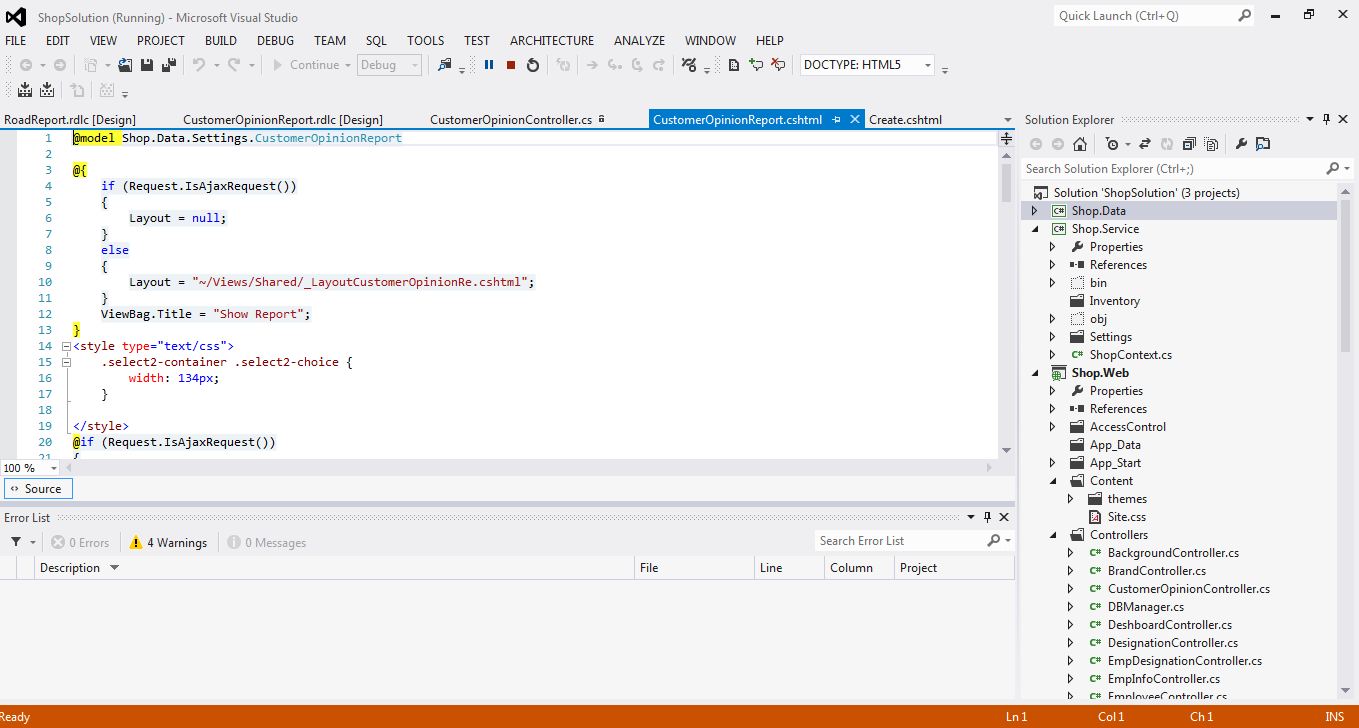 ShopSolution (Running) - Microsoft Visual Studio
Quick Launch (Ctrl+Q)
FILE EDIT VIEW PROJECT BUILD DEBUG TEAM SQL TOOLS TEST ARCHITECTURE ANALYZE WINDOW HELP
Continue Debug DOCTYPE: HTML5
RoadReport.rdlc [Design] CustomerOpinionReport.rdlc [Design] CustomerOpinionController.cs CustomerOpinionReport.cshtml Create.cshtml
1 @model Shop.Data.Settings.CustomerOpinionReport
2
3 @{
4 if (Request.IsAjaxRequest())
5 {
6 Layout = null;
7 }
8 else
9 {
10 Layout = "~/Views/Shared/_LayoutCustomerOpinionRe.cshtml";
11 }
12 ViewBag.Title = "Show Report";
13 }
14 <style type="text/css">
15 .select2-container .select2-choice {
16 width: 134px;
17 }
18
19 </style>
20 @if (Request.IsAjaxRequest())
21 {
100 %
Source
Error List
0 Errors 4 Warnings 0 Messages
Search Error List
Description File Line Column Project
Solution Explorer
Search Solution Explorer (Ctrl+;)
Solution 'ShopSolution' (3 projects)
C# Shop.Data
C# Shop.Service
Properties
References
bin
Inventory
obj
Settings
C# ShopContext.cs
Shop.Web
Properties
References
AccessControl
App_Data
App_Start
Content
themes
Site.css
Controllers
C# BackgroundController.cs
C# BrandController.cs
C# CustomerOpinionController.cs
C# DBManager.cs
C# DeshboardController.cs
C# DesignationController.cs
C# EmpDesignationController.cs
C# EmpInfoController.cs
C# EmployeeController.cs
Ready Ln 1 Col 1 Ch 1 INS